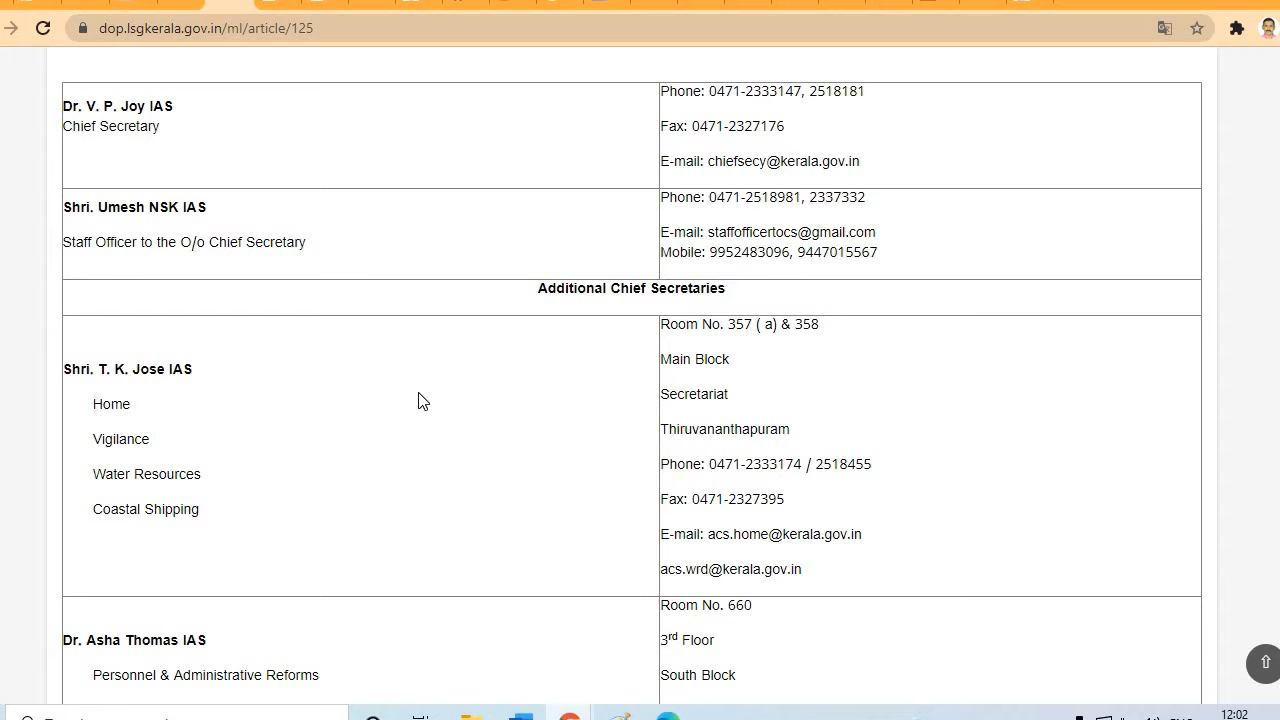 dop.lsgkerala.gov.in/ml/article/125
Dr. V. P. Joy IAS
Chief Secretary
Phone: 0471-2333147, 2518181
Fax: 0471-2327176
E-mail: chiefsecy@kerala.gov.in
Shri. Umesh NSK IAS
Staff Officer to the O/o Chief Secretary
Phone: 0471-2518981, 2337332
E-mail: staffofficertocs@gmail.com
Mobile: 9952483096, 9447015567
Additional Chief Secretaries
Shri. T. K. Jose IAS
Home
Vigilance
Water Resources
Coastal Shipping
Room No. 357 ( a) & 358
Main Block
Secretariat
Thiruvananthapuram
Phone: 0471-2333174 / 2518455
Fax: 0471-2327395
E-mail: acs.home@kerala.gov.in
acs.wrd@kerala.gov.in
Dr. Asha Thomas IAS
Personnel & Administrative Reforms
Room No. 660
3rd Floor
South Block
12:02